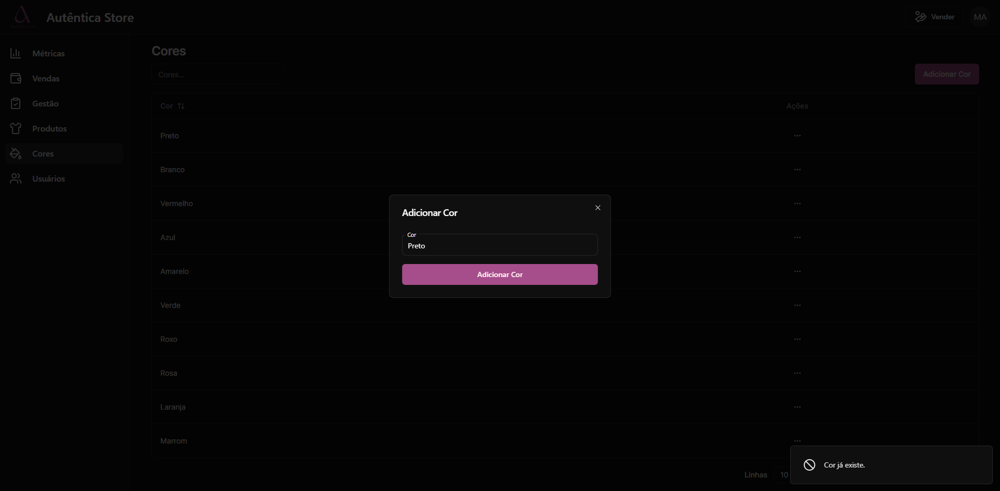 Autêntica Store
Vender
MA
Métricas
Vendas
Gestão
Produtos
Cores
Usuários
Cores
Cores...
Adicionar Cor
Cor
Ações
Preto
Branco
Vermelho
Azul
Amarelo
Verde
Roxo
Rosa
Laranja
Marrom
Linhas 10
Adicionar Cor
Cor
Preto
Adicionar Cor
Cor já existe.